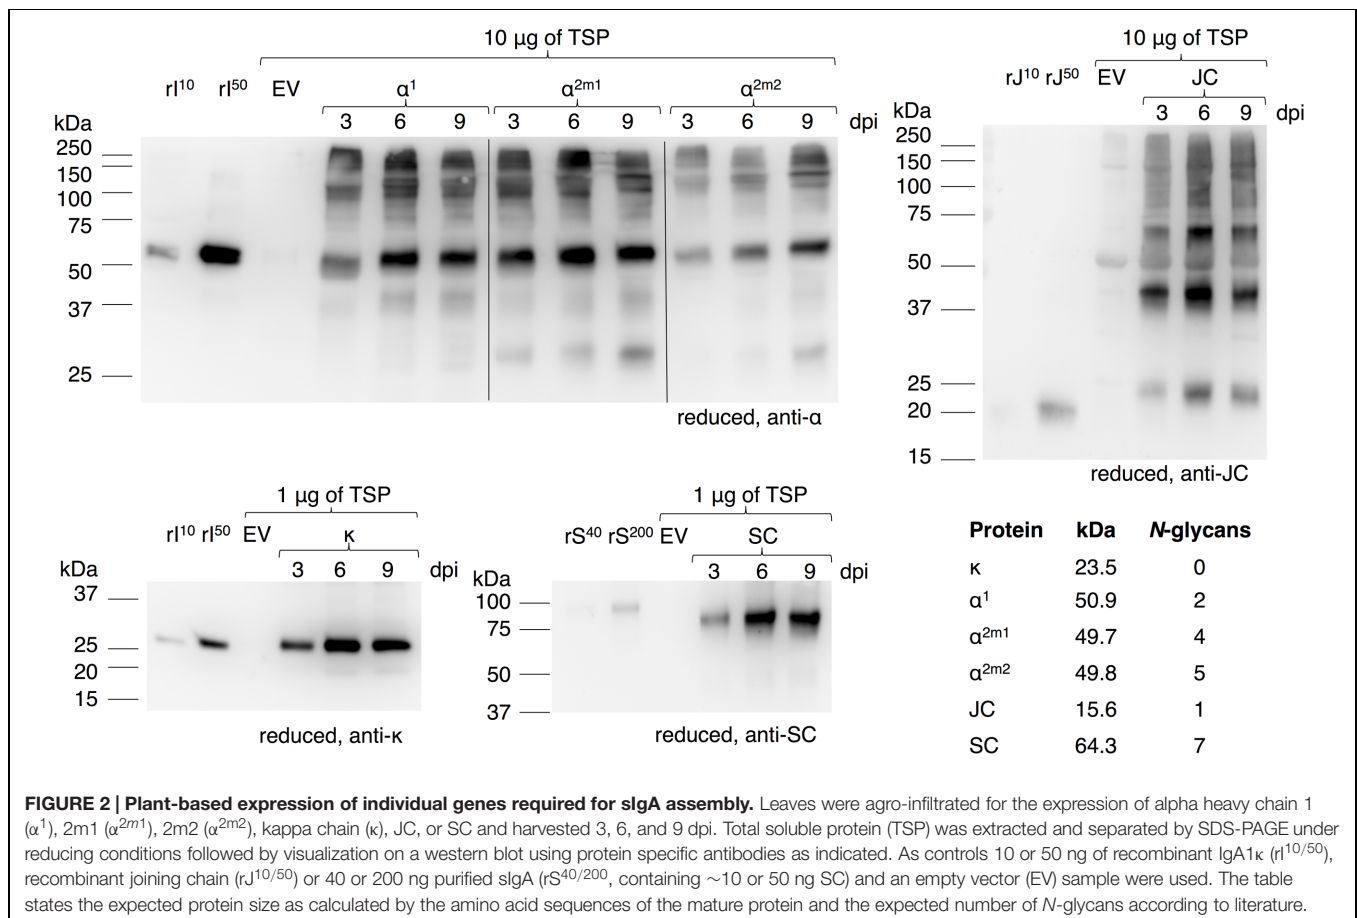 10 µg of TSP
rI10 rI50 EV α1 α2m1 α2m2
kDa 3 6 9 3 6 9 3 6 9 dpi
250
150
100
75
50
37
25
reduced, anti-α
10 µg of TSP
rJ10 rJ50 EV JC
kDa 3 6 9 dpi
250
150
100
75
50
37
25
20
15
reduced, anti-JC
1 µg of TSP
rI10 rI50 EV κ
kDa 3 6 9 dpi
37
25
20
15
reduced, anti-κ
1 µg of TSP
rS40 rS200 EV SC
kDa 3 6 9 dpi
100
75
50
37
reduced, anti-SC
Protein kDa N-glycans
κ 23.5 0
α1 50.9 2
α2m1 49.7 4
α2m2 49.8 5
JC 15.6 1
SC 64.3 7
FIGURE 2 | Plant-based expression of individual genes required for sIgA assembly. Leaves were agro-infiltrated for the expression of alpha heavy chain 1
(α1), 2m1 (α2m1), 2m2 (α2m2), kappa chain (κ), JC, or SC and harvested 3, 6, and 9 dpi. Total soluble protein (TSP) was extracted and separated by SDS-PAGE under
reducing conditions followed by visualization on a western blot using protein specific antibodies as indicated. As controls 10 or 50 ng of recombinant IgA1κ (rI10/50),
recombinant joining chain (rJ10/50) or 40 or 200 ng purified sIgA (rS40/200, containing ∼10 or 50 ng SC) and an empty vector (EV) sample were used. The table
states the expected protein size as calculated by the amino acid sequences of the mature protein and the expected number of N-glycans according to literature.